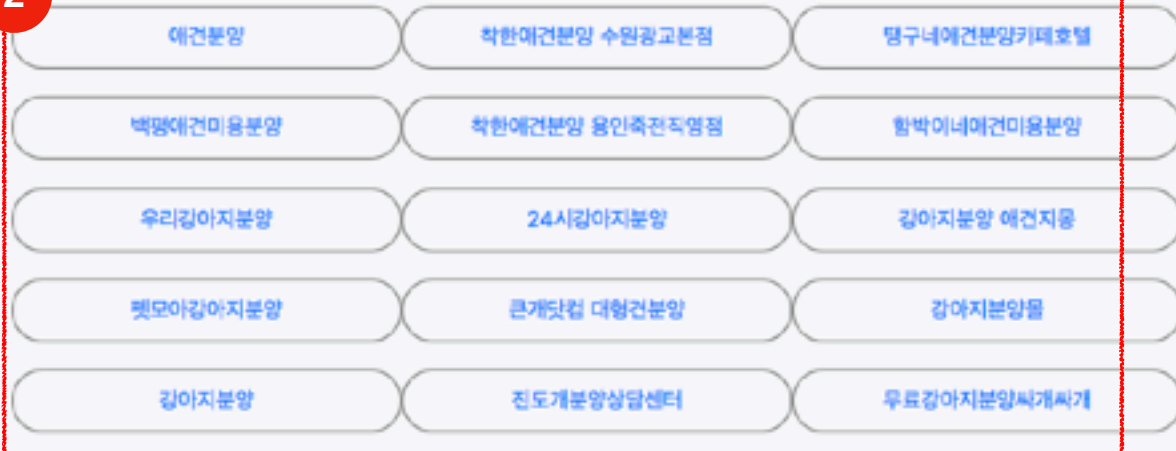 2
애견분양 착한애견분양 수원광교본점 탱구네애견분양카페호텔
백평애견미용분양 착한애견분양 용인죽전직영점 함박이네애견미용분양
우리강아지분양 24시강아지분양 강아지분양 애견지몽
펫모아강아지분양 큰개닷컴 대형견분양 강아지분양몰
강아지분양 진도개분양상담센터 무료강아지분양싸개싸개